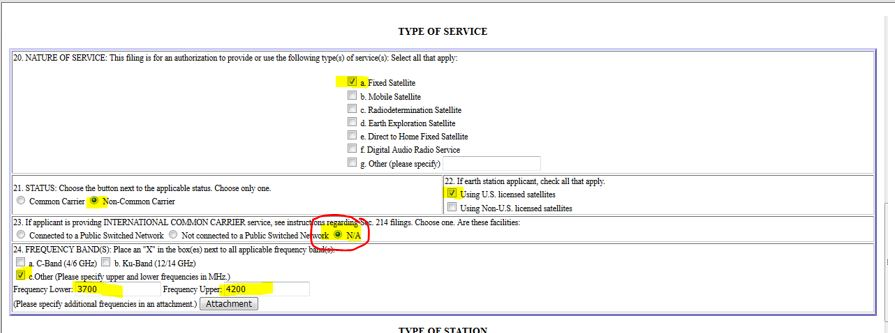 TYPE OF SERVICE
20. NATURE OF SERVICE: This filing is for an authorization to provide or use the following type(s) of service(s): Select all that apply:
a. Fixed Satellite
b. Mobile Satellite
c. Radiodetermination Satellite
d. Earth Exploration Satellite
e. Direct to Home Fixed Satellite
f. Digital Audio Radio Service
g. Other (please specify)
21. STATUS: Choose the button next to the applicable status. Choose only one.
Common Carrier Non-Common Carrier
22. If earth station applicant, check all that apply.
Using U.S. licensed satellites
Using Non-U.S. licensed satellites
23. If applicant is providing INTERNATIONAL COMMON CARRIER service, see instructions regarding Sec. 214 filings. Choose one. Are these facilities:
Connected to a Public Switched Network Not connected to a Public Switched Network N/A
24. FREQUENCY BAND(S): Place an "X" in the box(es) next to all applicable frequency band(s):
a. C-Band (4/6 GHz) b. Ku-Band (12/14 GHz)
c.Other (Please specify upper and lower frequencies in MHz.)
Frequency Lower: 3700 Frequency Upper: 4200
(Please specify additional frequencies in an attachment.) Attachment
TYPE OF STATION